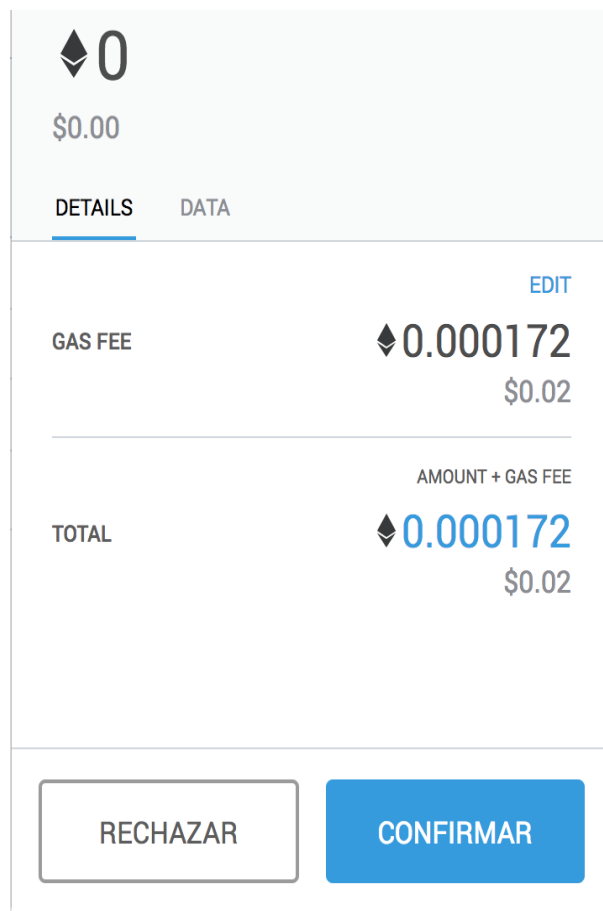 0
$0.00
DETAILS DATA
EDIT
GAS FEE 0.000172
$0.02
AMOUNT + GAS FEE
TOTAL 0.000172
$0.02
RECHAZAR CONFIRMAR